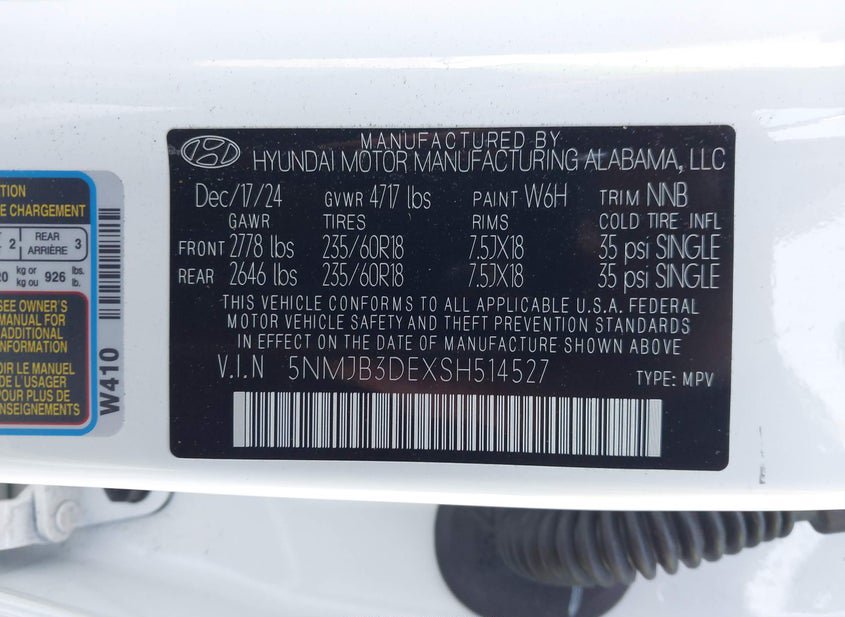 MANUFACTURED BY
HYUNDAI MOTOR MANUFACTURING ALABAMA, LLC
Dec/17/24 GVWR 4717 lbs PAINT W6H TRIM NNB
GAWR TIRES RIMS COLD TIRE INFL
FRONT 2778 lbs 235/60R18 7.5JX18 35 psi SINGLE
REAR 2646 lbs 235/60R18 7.5JX18 35 psi SINGLE
THIS VEHICLE CONFORMS TO ALL APPLICABLE U.S.A. FEDERAL
MOTOR VEHICLE SAFETY AND THEFT PREVENTION STANDARDS
IN EFFECT ON THE DATE OF MANUFACTURE SHOWN ABOVE
V.I.N 5NMJB3DEXSH514527 TYPE: MPV
CHARGEMENT
2 REAR ARRIÈRE 3
kg or kg ou 926 lbs. lb.
SEE OWNER'S
MANUAL FOR
ADDITIONAL
INFORMATION
LE MANUEL
DE L'USAGER
POUR PLUS
W410